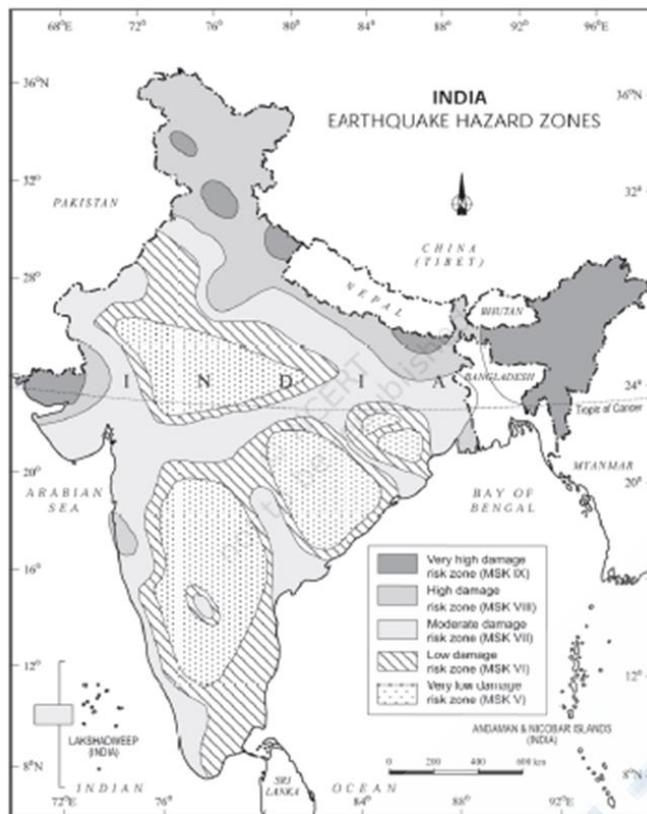 68°E 72° 76° 80° 84° 88° 92° 96°E
INDIA
EARTHQUAKE HAZARD ZONES
36°N
36°N
32°
32°
PAKISTAN
CHINA
(TIBET)
28°
NEPAL
BHUTAN
INDIA
BANGLADESH
24°
Tropic of Cancer
MYANMAR
20°
20°
ARABIAN
SEA
BAY OF
BENGAL
16°
Very high damage
risk zone (MSK IX)
High damage
risk zone (MSK VIII)
Moderate damage
risk zone (MSK VII)
Low damage
risk zone (MSK VI)
Very low damage
risk zone (MSK V)
12°
12°
LAKSHADWEEP
(INDIA)
ANDAMAN & NICOBAR ISLANDS
(INDIA)
0 200 400 600 km
8°N
8°N
SRI
LANKA
INDIAN OCEAN
72°E 76° 84° 88° 92°E